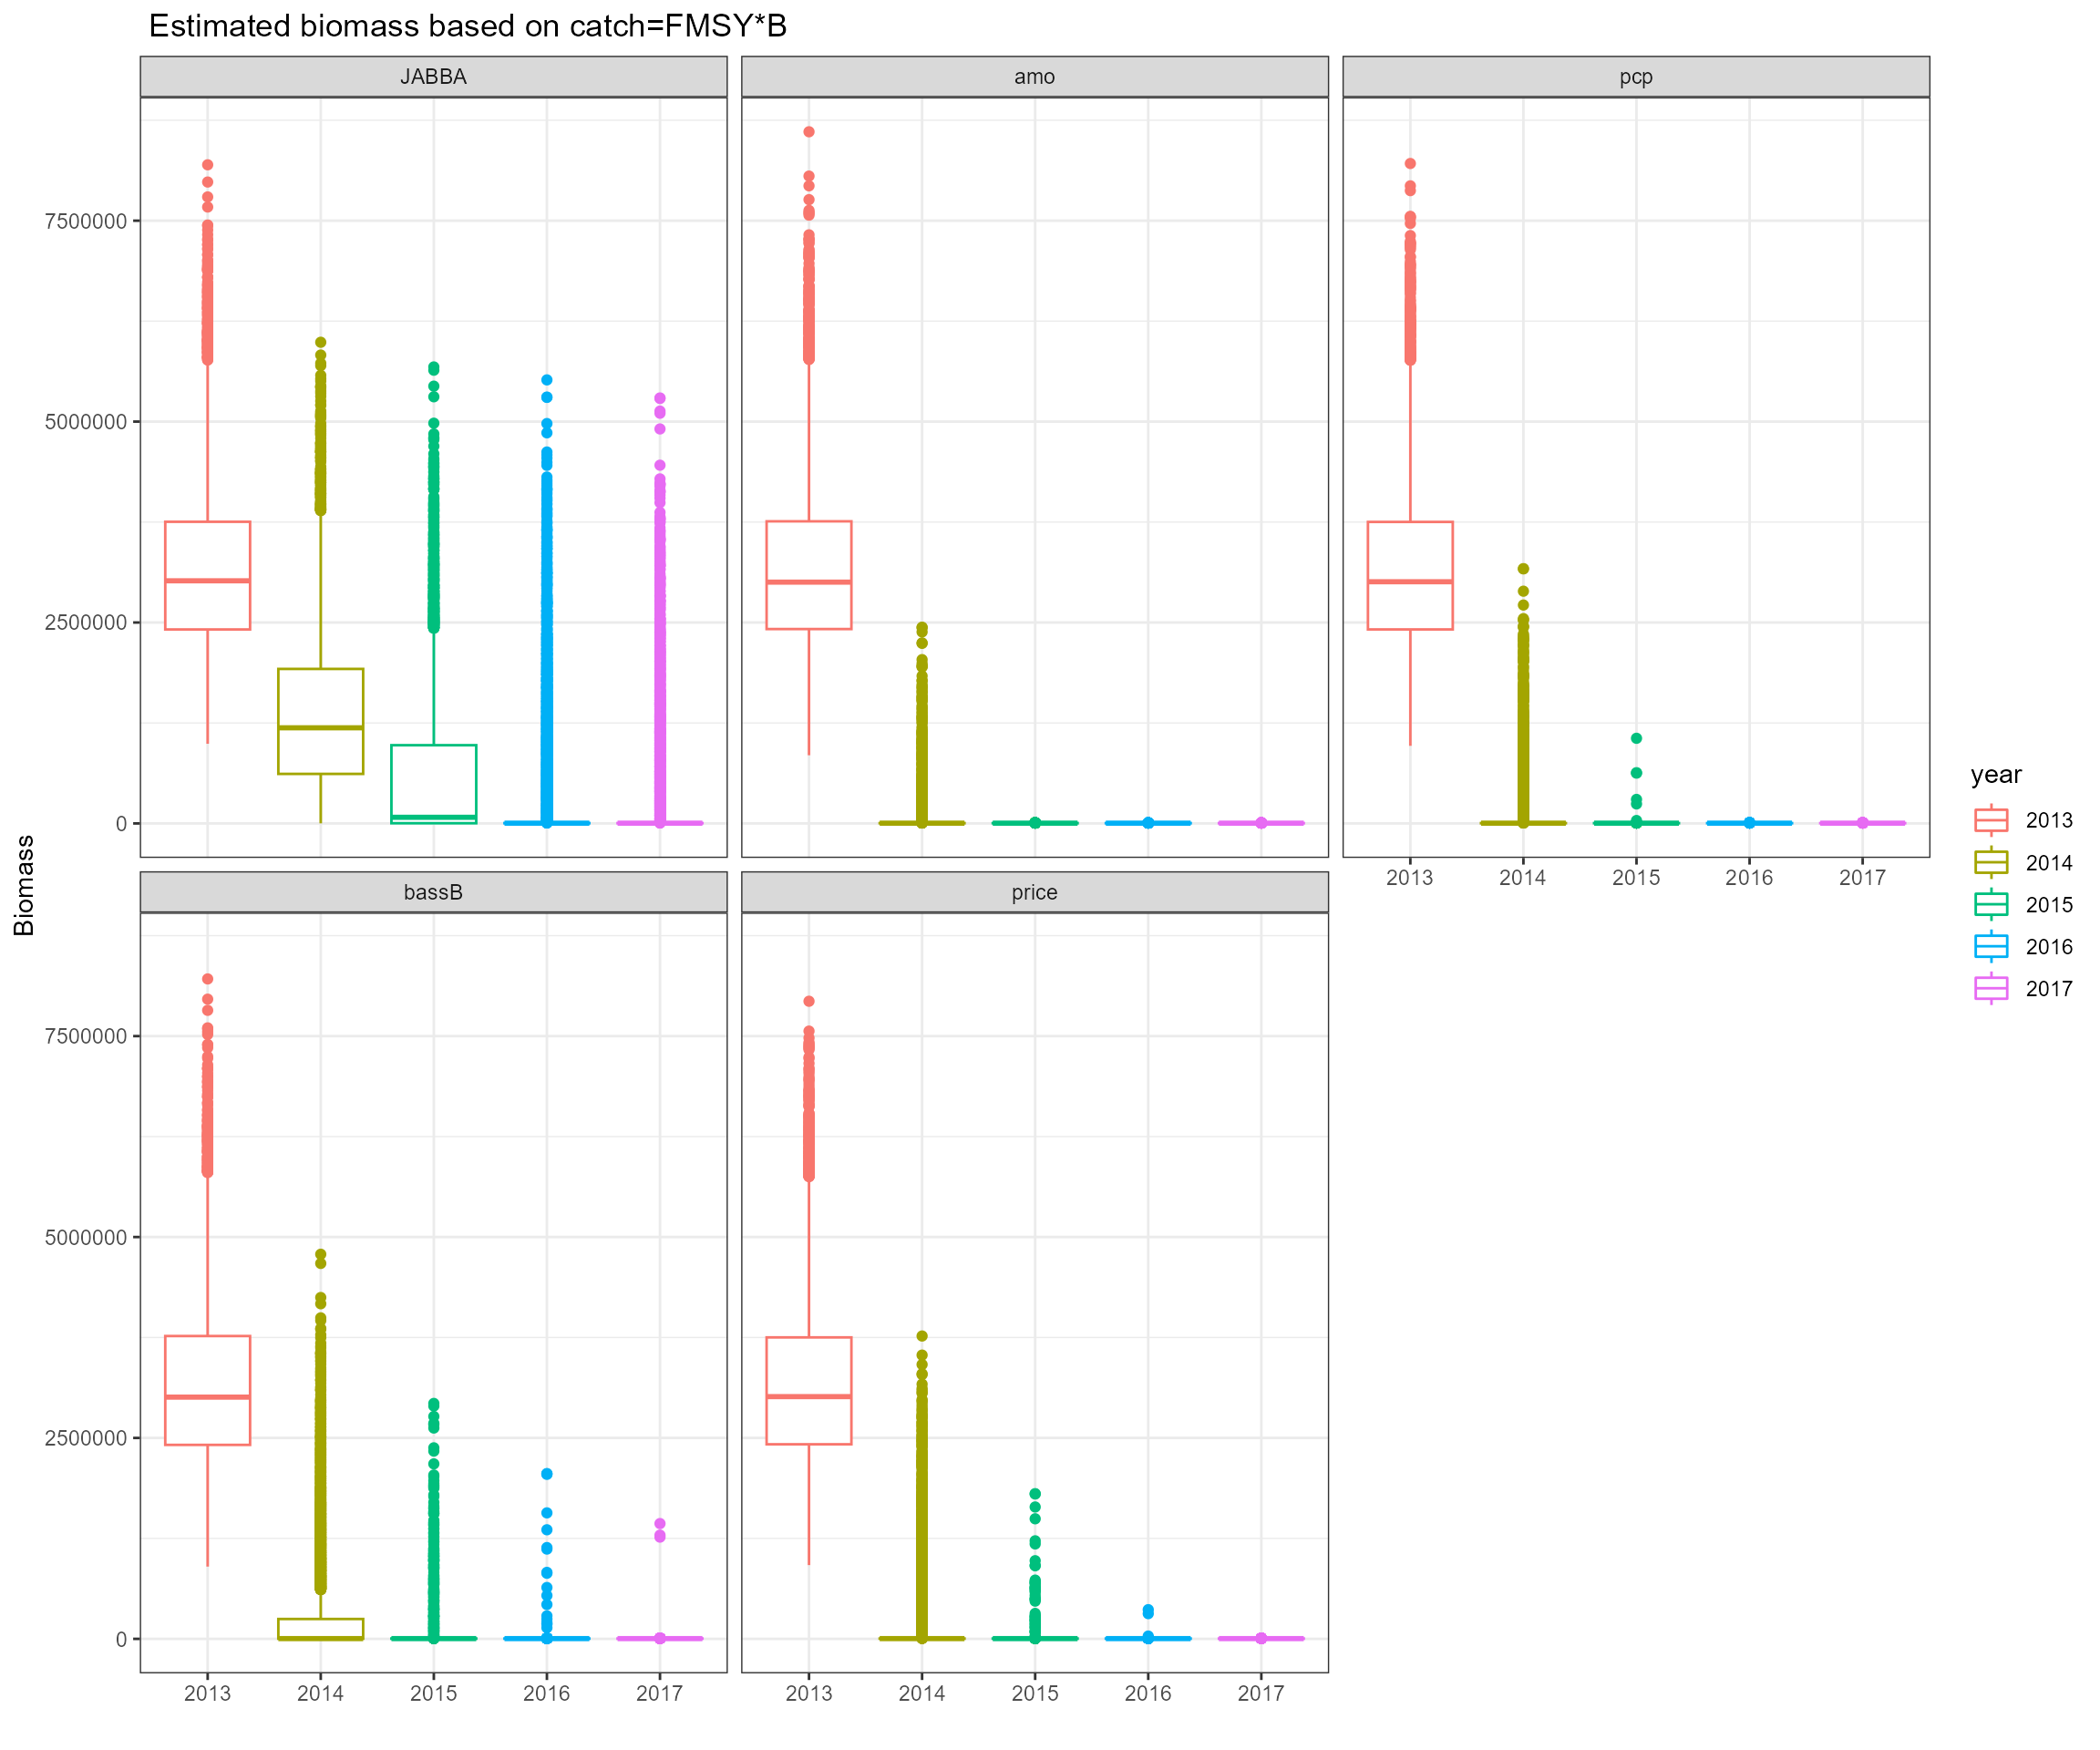 Estimated biomass based on catch=FMSY*B
JABBA
amo
pcp
7500000
5000000
2500000
0
2013 2014 2015 2016 2017
bassB
price
7500000
5000000
2500000
0
2013 2014 2015 2016 2017
2013 2014 2015 2016 2017
Biomass
year
2013
2014
2015
2016
2017